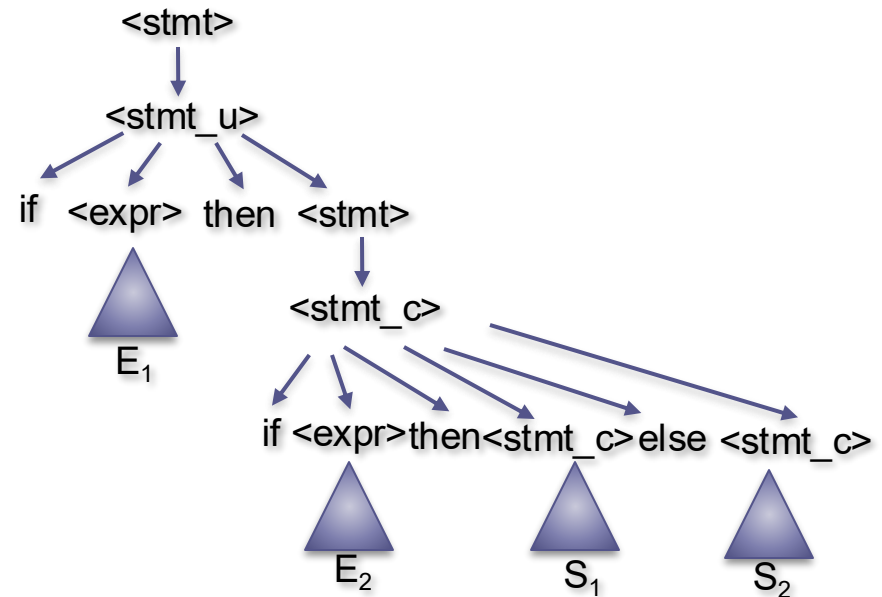 <stmt>
<stmt_u>
if <expr> then <stmt>
<stmt_c>
E₁
if <expr>then<stmt_c>else <stmt_c>
E₂ S₁ S₂